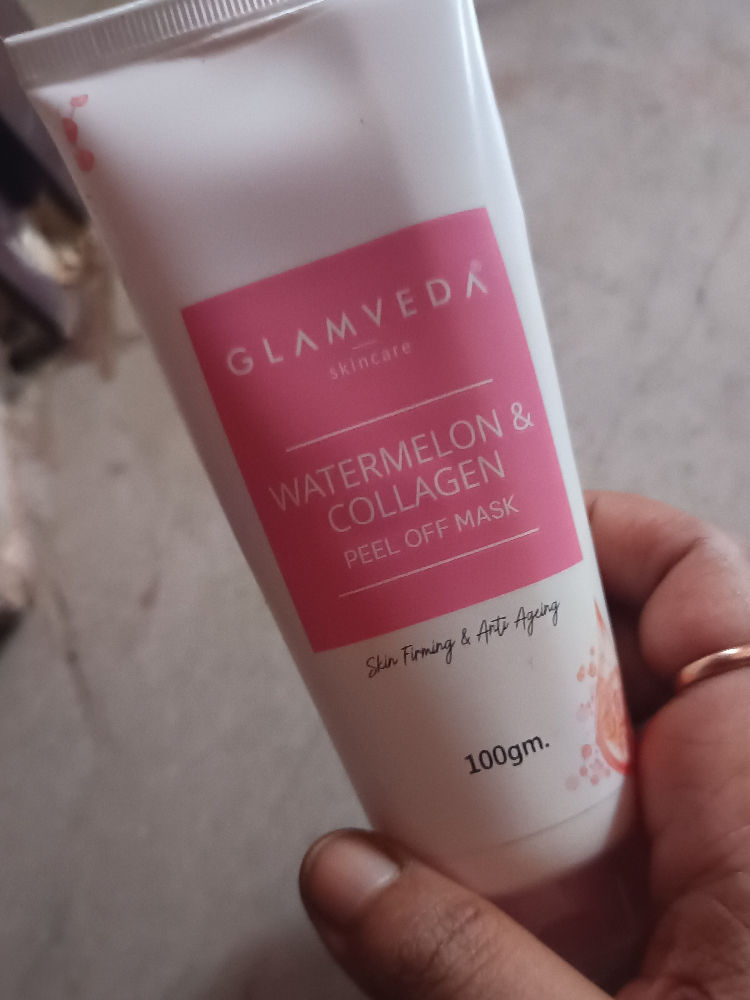 GLAMVEDA
skincare
WATERMELON &
COLLAGEN
PEEL OFF MASK
Skin Firming & Anti Ageing
100gm.